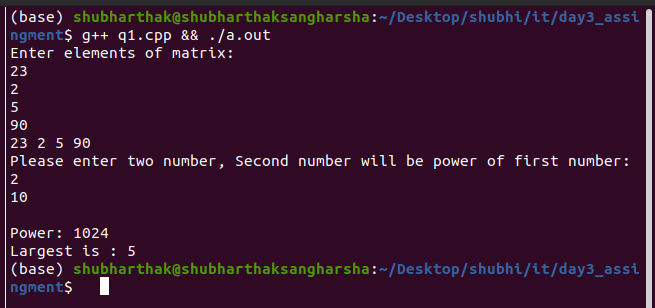 (base) shubharthak@shubharthaksangharsha:~/Desktop/shubhi/it/day3_assi
ngment$ g++ q1.cpp && ./a.out
Enter elements of matrix:
23
2
5
90
23 2 5 90
Please enter two number, Second number will be power of first number:
2
10
Power: 1024
Largest is : 5
(base) shubharthak@shubharthaksangharsha:~/Desktop/shubhi/it/day3_assi
ngment$